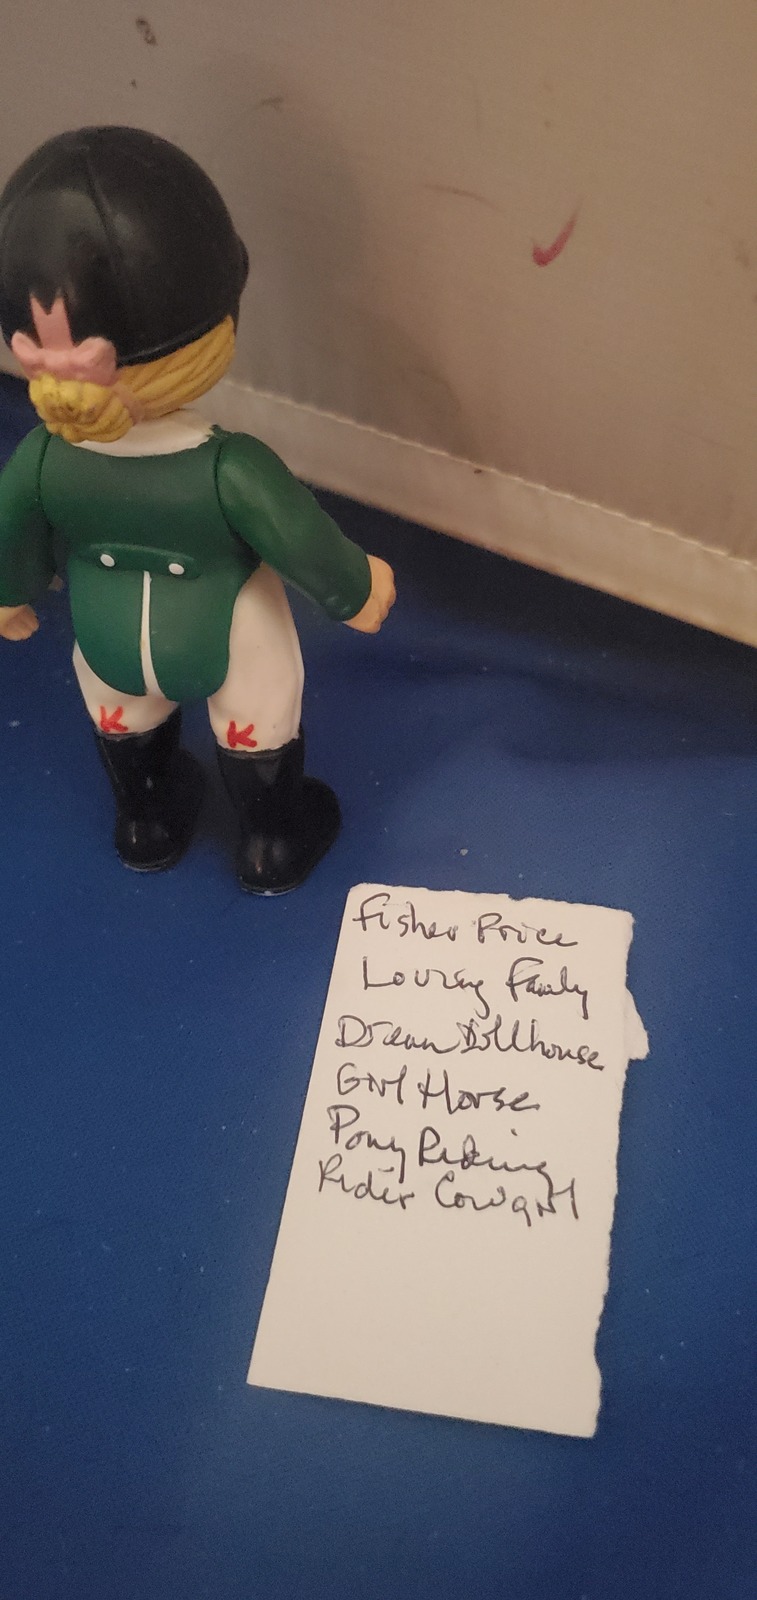 K K
Fisher Price
Loving Family
Dream Dollhouse
Girl Horse
Pony Riding
Rider Cowgirl